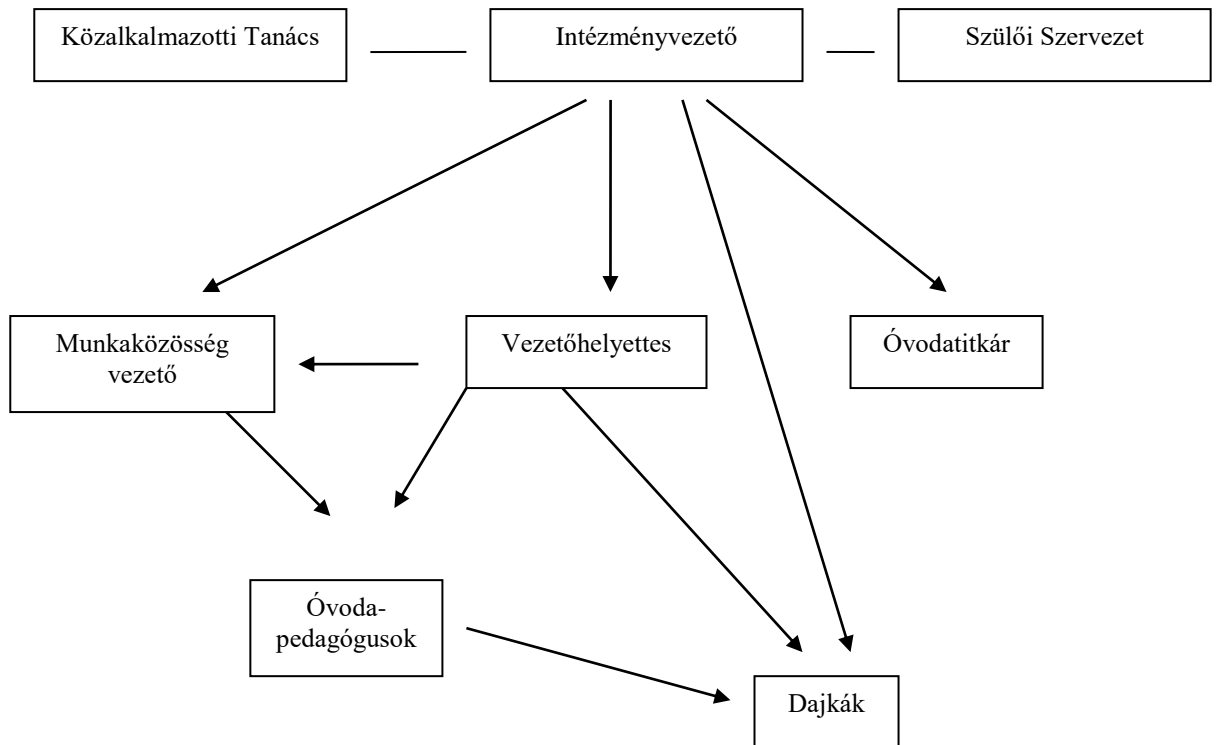 Közalkalmazotti Tanács
Intézményvezető
Szülői Szervezet
Munkaközösség
vezető
Vezetőhelyettes
Óvodatitkár
Óvoda-
pedagógusok
Dajkák